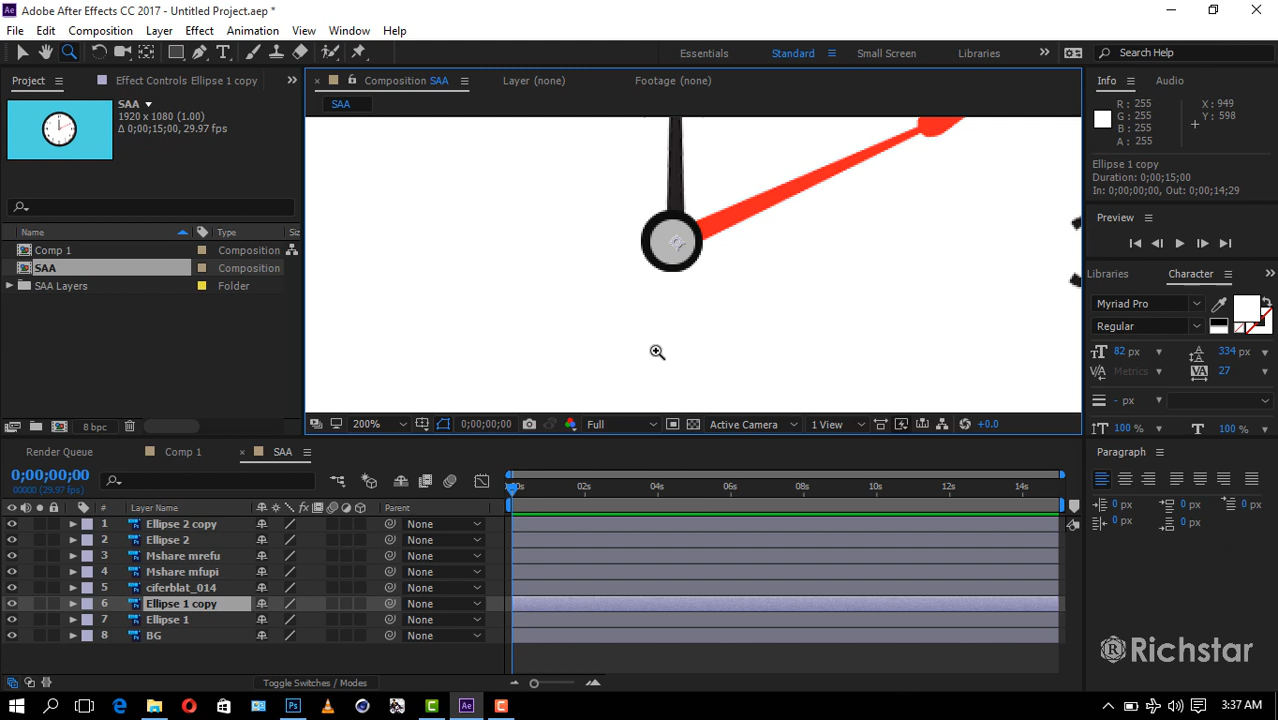 Adobe After Effects CC 2017 - Untitled Project.aep *
File Edit Composition Layer Effect Animation View Window Help
Essentials Standard Small Screen Libraries Search Help
Project Effect Controls Ellipse 1 copy
Composition SAA Layer (none) Footage (none)
Info Audio
SAA
1920 x 1080 (1.00)
Δ 0;00;15;00, 29.97 fps
SAA
R : 255
G : 255
B : 255
A : 255
X : 949
Y : 598
Ellipse 1 copy
Duration: 0;00;15;00
In: 0;00;00;00, Out: 0;00;14;29
Preview
Name Type Si
Comp 1 Composition
SAA Composition
SAA Layers Folder
Libraries Character
Myriad Pro
Regular
82 px 334 px
Metrics 27
- px
100 % 100 %
8 bpc
200% 0;00;00;00 Full Active Camera 1 View +0.0
Render Queue Comp 1 SAA
0;00;00;00
00000 (29.97 fps)
02s 04s 06s 08s 10s 12s 14s
# Layer Name Parent
1 Ellipse 2 copy None
2 Ellipse 2 None
3 Mshare mrefu None
4 Mshare mfupi None
5 ciferblat_014 None
6 Ellipse 1 copy None
7 Ellipse 1 None
8 BG None
Paragraph
0 px 0 px 0 px
0 px 0 px
Toggle Switches / Modes
Richstar
3:37 AM